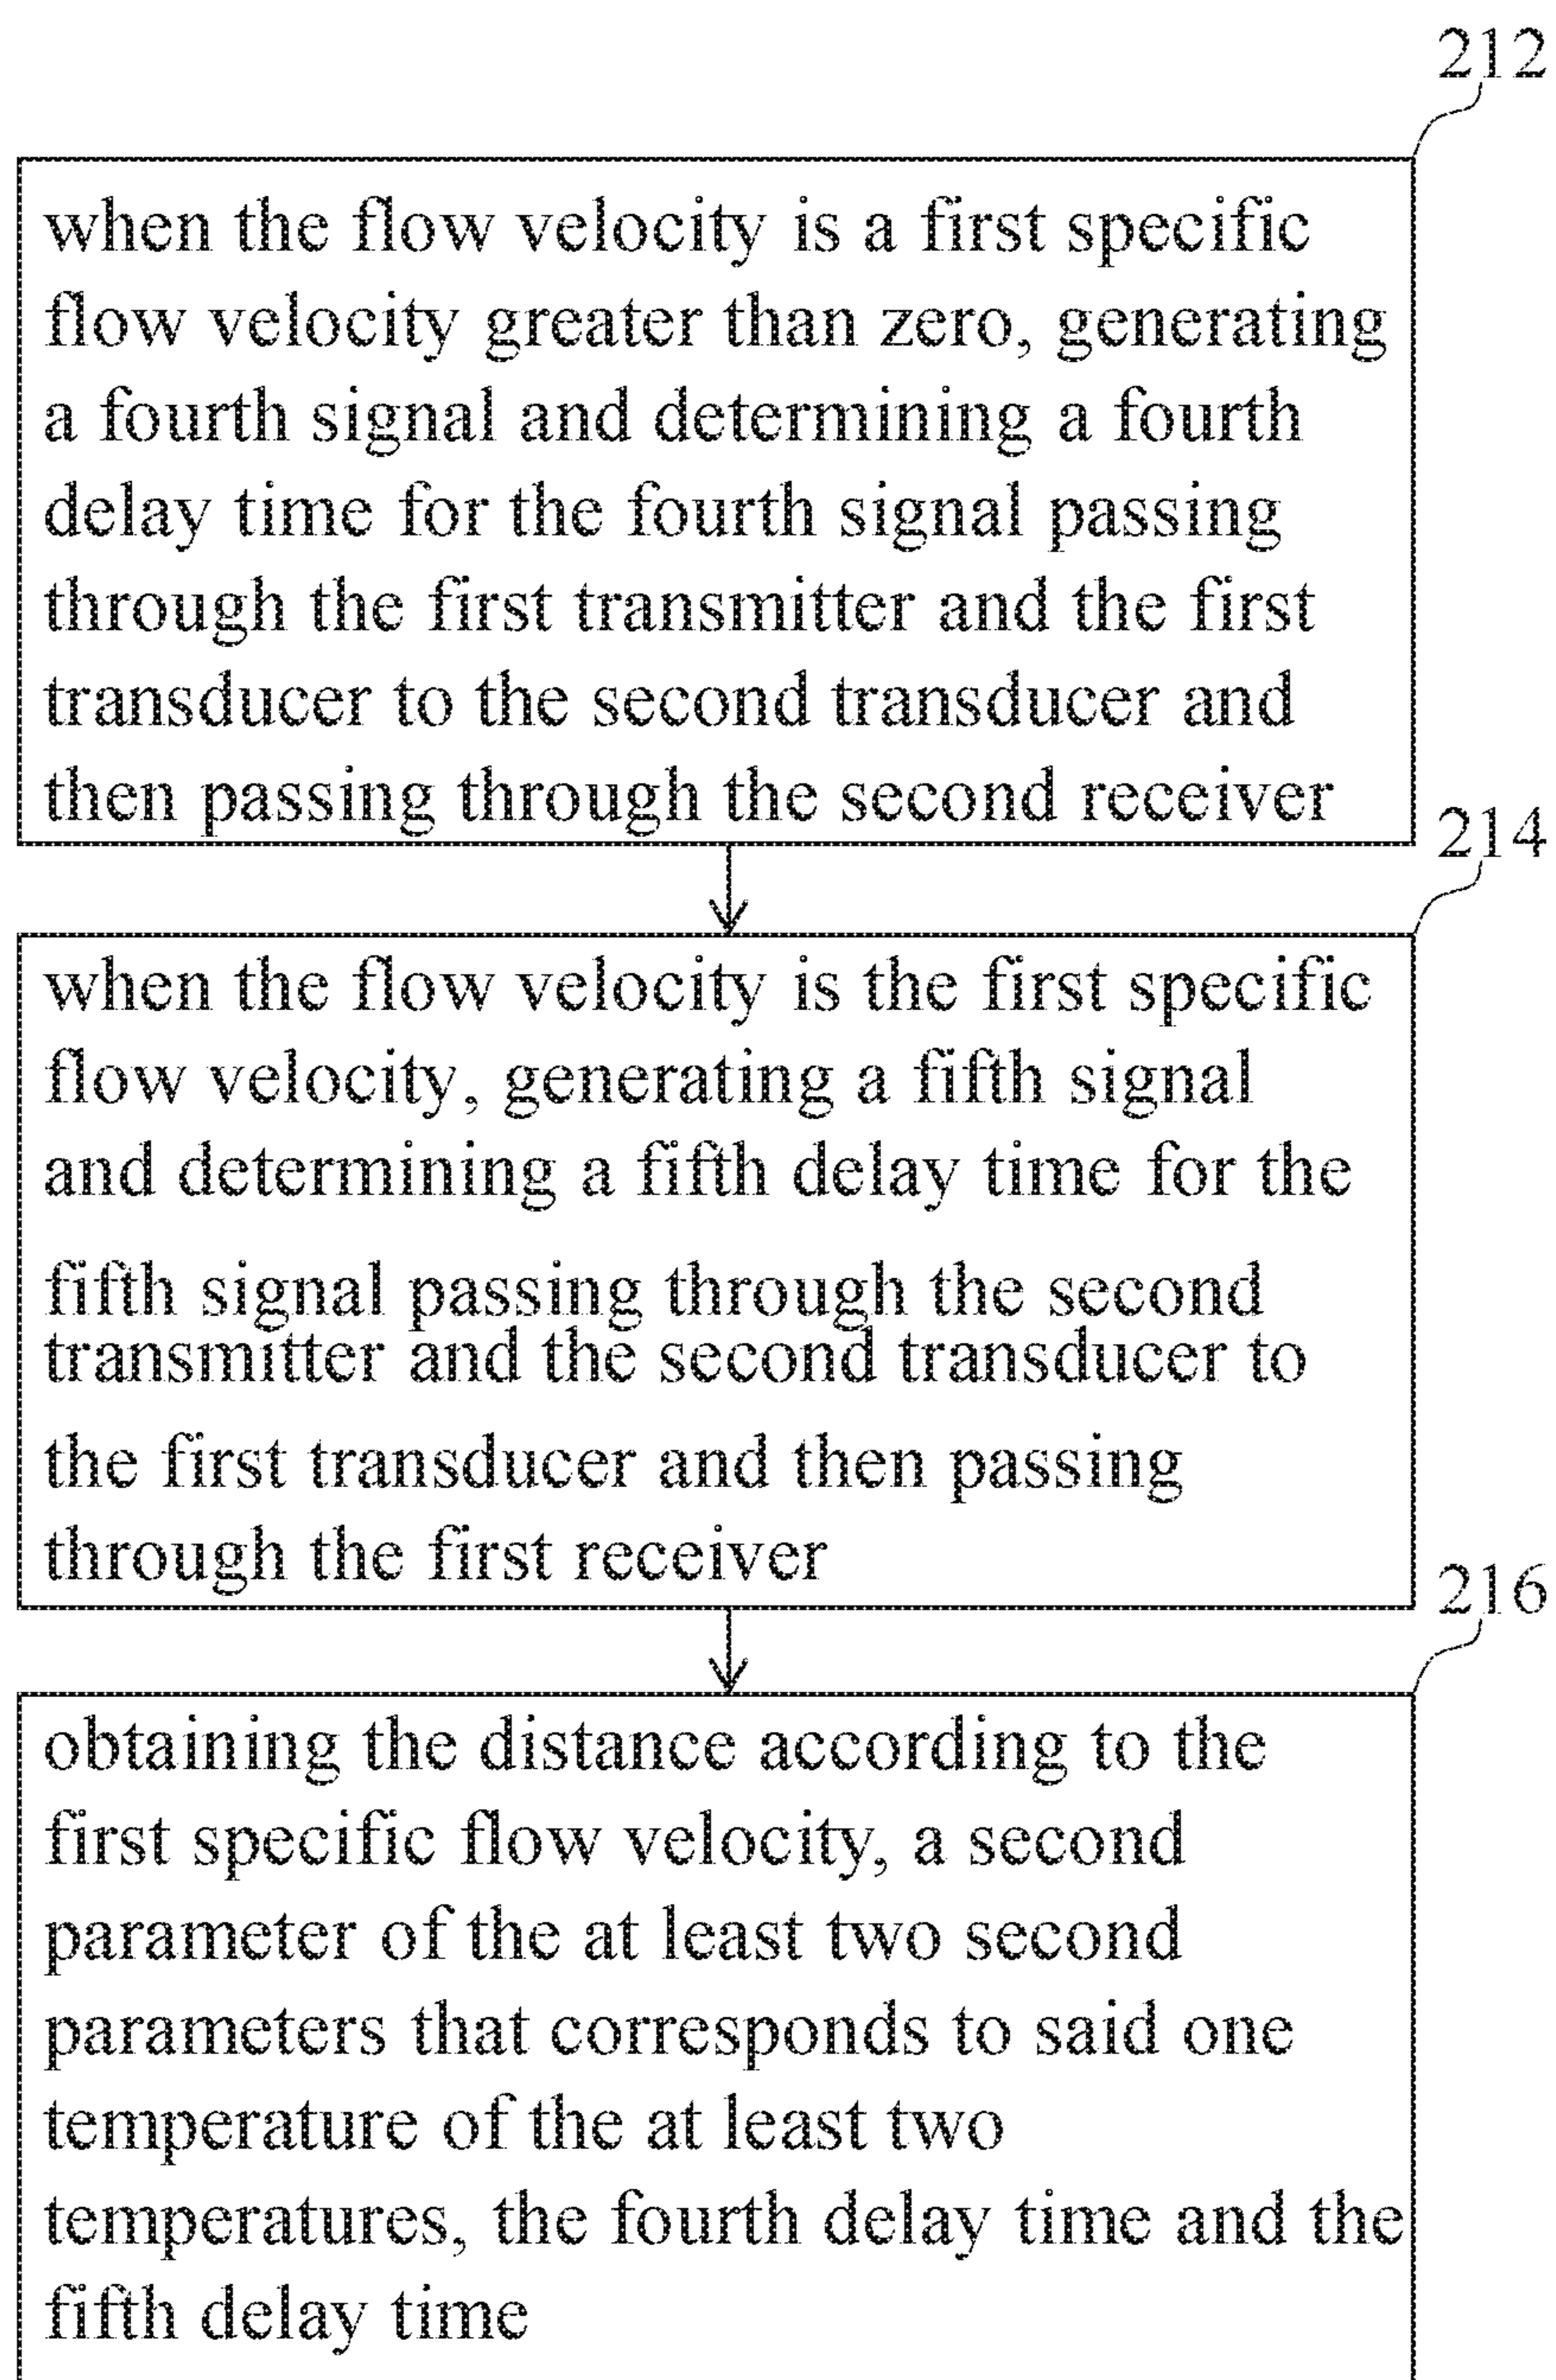 212
when the flow velocity is a first specific
flow velocity greater than zero, generating
a fourth signal and determining a fourth
delay time for the fourth signal passing
through the first transmitter and the first
transducer to the second transducer and
then passing through the second receiver
214
when the flow velocity is the first specific
flow velocity, generating a fifth signal
and determining a fifth delay time for the
fifth signal passing through the second
transmitter and the second transducer to
the first transducer and then passing
through the first receiver
216
obtaining the distance according to the
first specific flow velocity, a second
parameter of the at least two second
parameters that corresponds to said one
temperature of the at least two
temperatures, the fourth delay time and the
fifth delay time